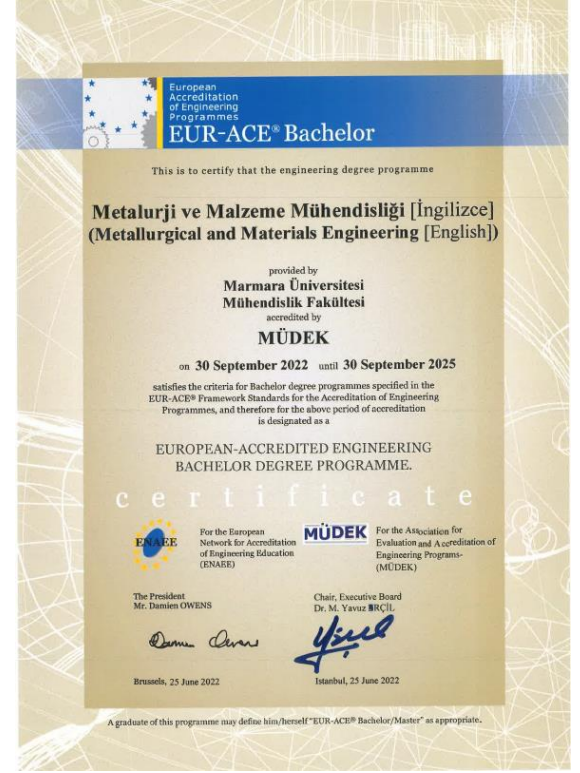 European
Accreditation
of Engineering
Programmes
EUR-ACE® Bachelor
This is to certify that the engineering degree programme
Metalurji ve Malzeme Mühendisliği [İngilizce]
(Metallurgical and Materials Engineering [English])
provided by
Marmara Üniversitesi
Mühendislik Fakültesi
accredited by
MÜDEK
on 30 September 2022 until 30 September 2025
satisfies the criteria for Bachelor degree programmes specified in the
EUR-ACE® Framework Standards for the Accreditation of Engineering
Programmes, and therefore for the above period of accreditation
is designated as a
EUROPEAN-ACCREDITED ENGINEERING
BACHELOR DEGREE PROGRAMME.
certificate
ENAEE
For the European
Network for Accreditation
of Engineering Education
(ENAEE)
MÜDEK
For the Association for
Evaluation and Accreditation of
Engineering Programs-
(MÜDEK)
The President
Mr. Damien OWENS
Chair, Executive Board
Dr. M. Yavuz
Damien Owens
Brussels, 25 June 2022
Istanbul, 25 June 2022
A graduate of this programme may define him/herself "EUR-ACE® Bachelor/Master" as appropriate.